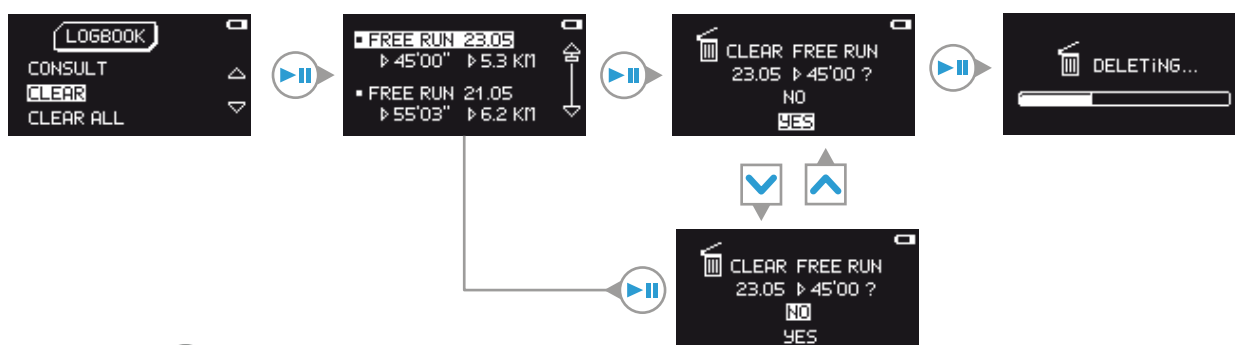 LOGBOOK
CONSULT
CLEAR
CLEAR ALL
FREE RUN 23.05
45'00" 5.3 KM
FREE RUN 21.05
55'03" 6.2 KM
CLEAR FREE RUN
23.05 45'00 ?
NO
YES
DELETiNG...
CLEAR FREE RUN
23.05 45'00 ?
NO
YES